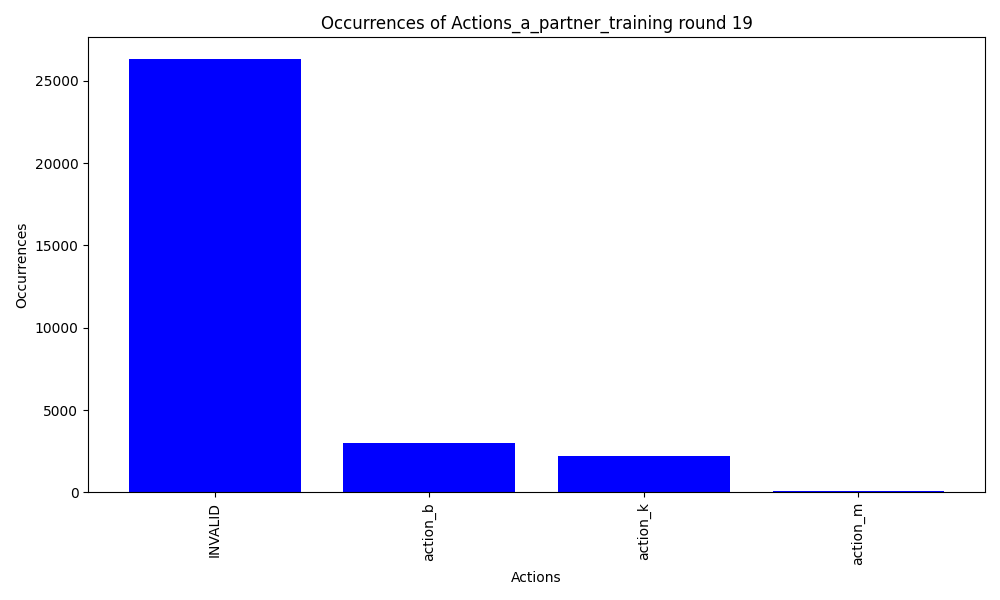 Occurrences of Actions_a_partner_training round 19
25000
20000
15000
10000
5000
0
Occurrences
INVALID
action_b
action_k
action_m
Actions